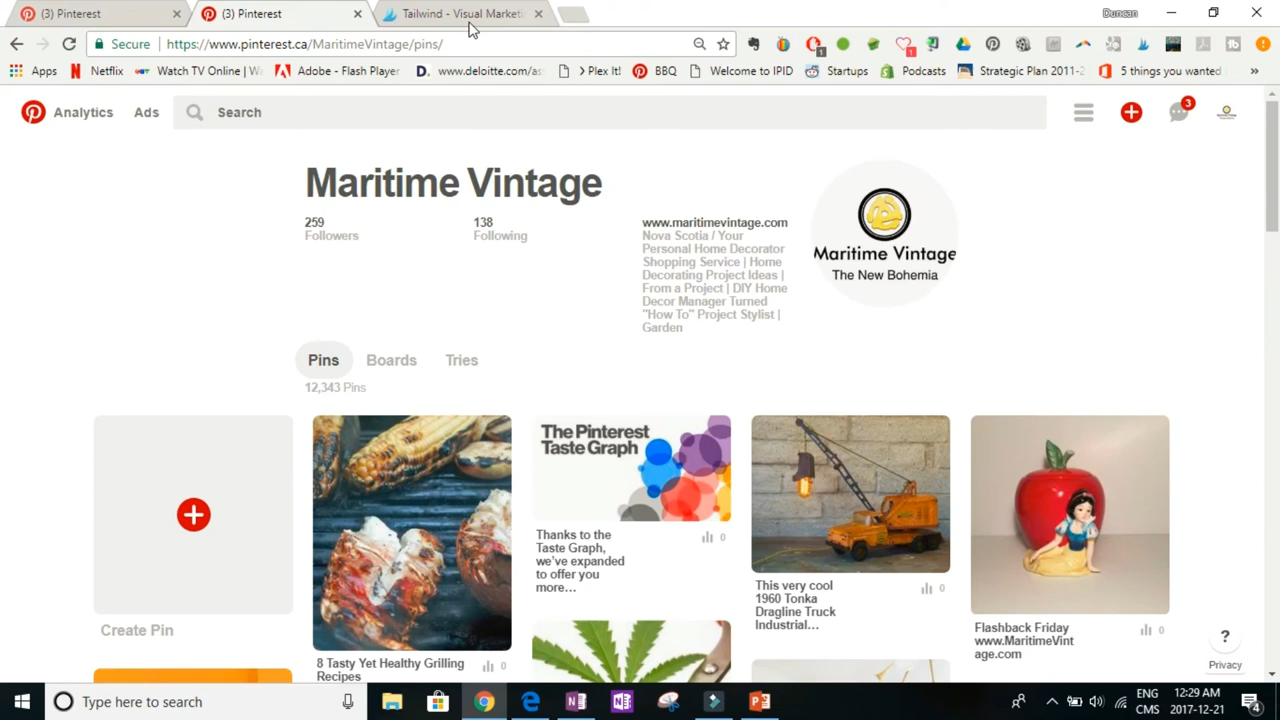 (3) Pinterest
(3) Pinterest
Tailwind - Visual Marketi
Duncan
Secure
https://www.pinterest.ca/MaritimeVintage/pins/
Apps
Netflix
Watch TV Online | Wa
Adobe - Flash Player
D. www.deloitte.com/as
> Plex It!
BBQ
Welcome to IPID
Startups
Podcasts
Strategic Plan 2011-2
5 things you wanted
»
Analytics
Ads
Search
3
Maritime Vintage
259
Followers
138
Following
www.maritimevintage.com
Nova Scotia / Your
Personal Home Decorator
Shopping Service | Home
Decorating Project Ideas |
From a Project | DIY Home
Decor Manager Turned
"How To" Project Stylist |
Garden
Maritime Vintage
The New Bohemia
Pins
Boards
Tries
12,343 Pins
Create Pin
8 Tasty Yet Healthy Grilling
Recipes
0
The Pinterest
Taste Graph
Thanks to the
Taste Graph,
we've expanded
to offer you
more...
0
This very cool
1960 Tonka
Dragline Truck
Industrial...
0
Flashback Friday
www.MaritimeVint
age.com
0
?
Privacy
Type here to search
ENG
CMS
12:29 AM
2017-12-21
4